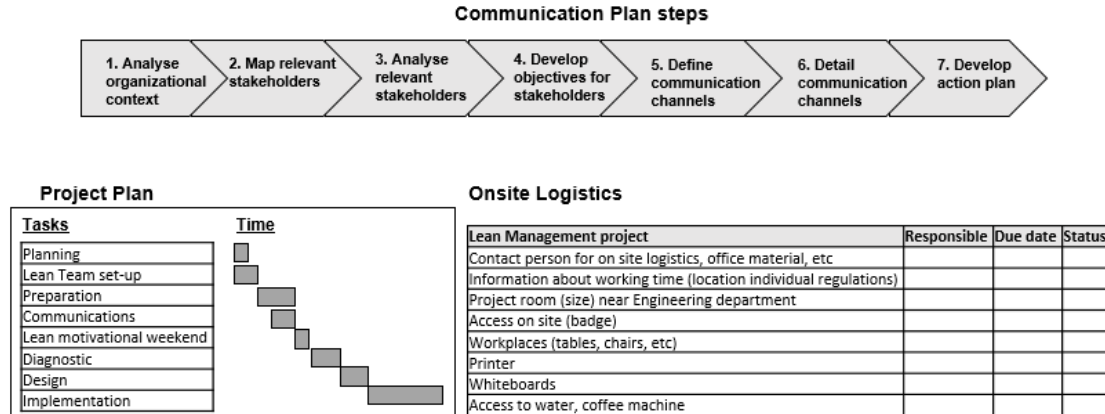 Communication Plan steps
1. Analyse
organizational
context
2. Map relevant
stakeholders
3. Analyse
relevant
stakeholders
4. Develop
objectives for
stakeholders
5. Define
communication
channels
6. Detail
communication
channels
7. Develop
action plan
Project Plan
Tasks
Time
Planning
Lean Team set-up
Preparation
Communications
Lean motivational weekend
Diagnostic
Design
Implementation
Onsite Logistics
Lean Management project Responsible Due date Status
Contact person for on site logistics, office material, etc
Information about working time (location individual regulations)
Project room (size) near Engineering department
Access on site (badge)
Workplaces (tables, chairs, etc)
Printer
Whiteboards
Access to water, coffee machine